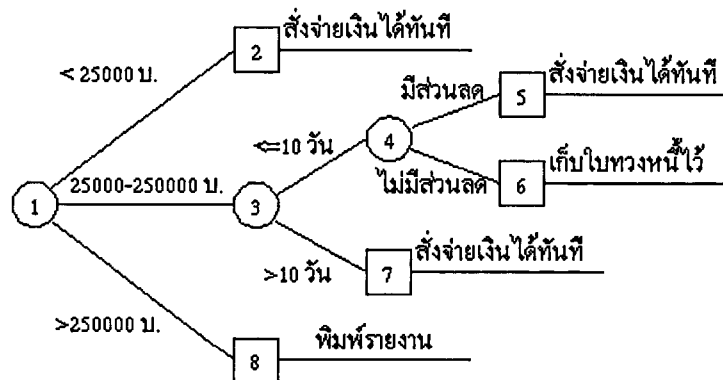 สั่งจ่ายเงินได้ทันที
2
< 25000 บ.
มีส่วนลด
5
สั่งจ่ายเงินได้ทันที
<=10 วัน
4
ไม่มีส่วนลด
6
เก็บใบทวงหนี้ไว้
1
25000-250000 บ.
3
>10 วัน
7
สั่งจ่ายเงินได้ทันที
>250000 บ.
8
พิมพ์รายงาน